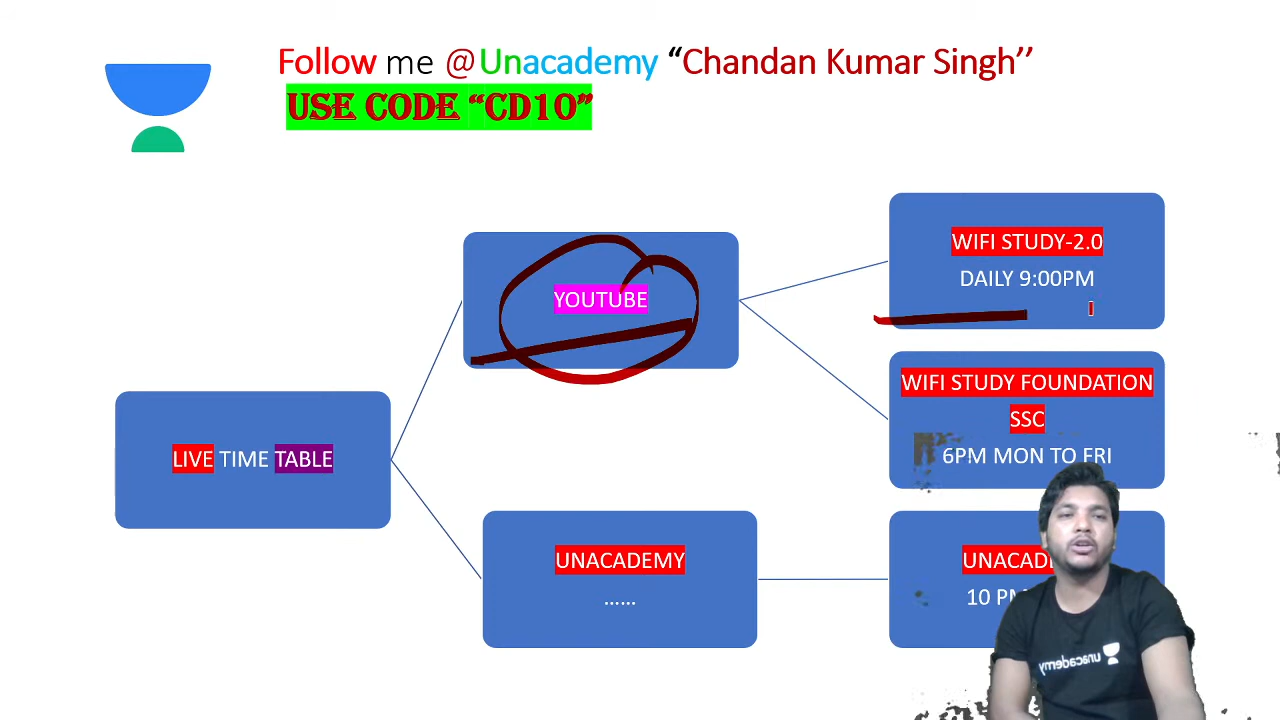 Follow me @Unacademy “Chandan Kumar Singh’’
USE CODE “CD10”
WIFI STUDY-2.0
DAILY 9:00PM
YOUTUBE
WIFI STUDY FOUNDATION
SSC
6PM MON TO FRI
LIVE TIME TABLE
UNACADEMY
……
10 PM
unacademy